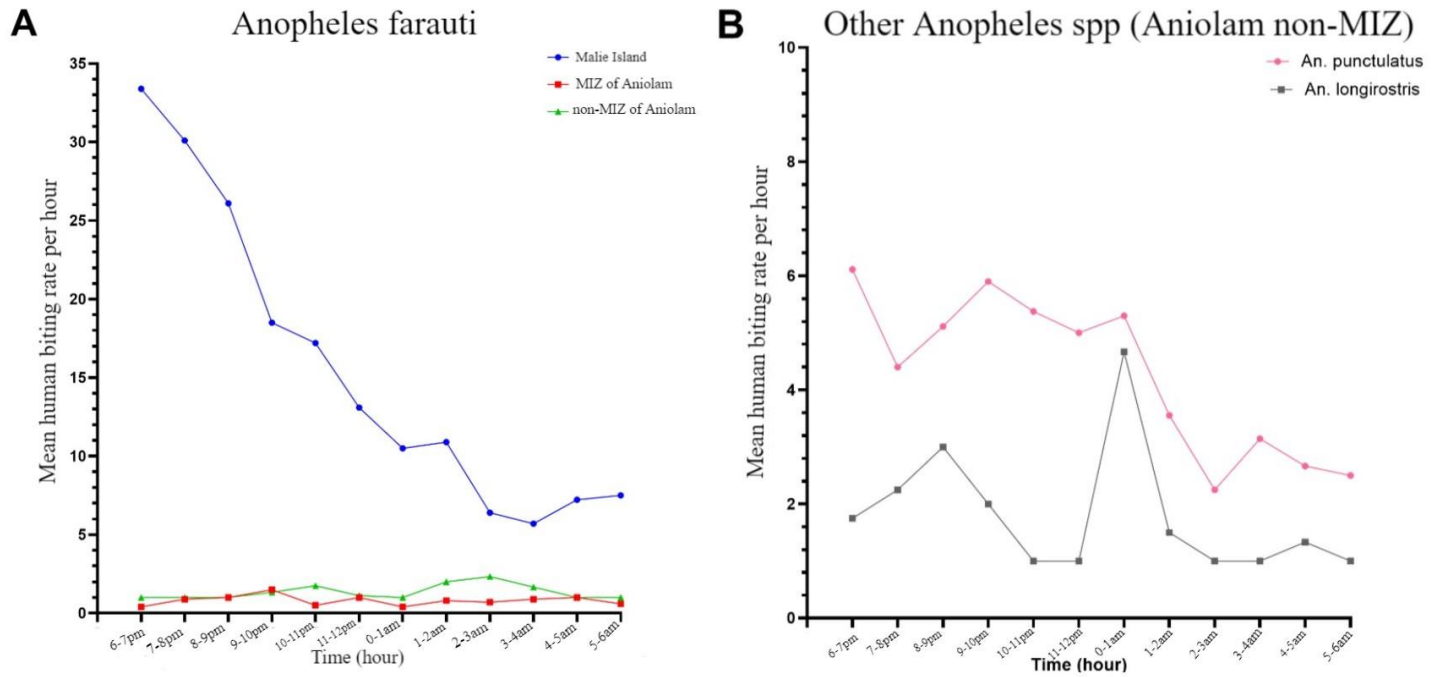 A
Anopheles farauti
Malie Island
MIZ of Aniolam
non-MIZ of Aniolam
Mean human biting rate per hour
35
30
25
20
15
10
5
0
6-7pm
7-8pm
8-9pm
9-10pm
10-11pm
11-12pm
0-1am
1-2am
2-3am
3-4am
4-5am
5-6am
Time (hour)
B
Other Anopheles spp (Aniolam non-MIZ)
An. punctulatus
An. longirostris
Mean human biting rate per hour
10
8
6
4
2
0
6-7pm
7-8pm
8-9pm
9-10pm
10-11pm
11-12pm
0-1am
1-2am
2-3am
3-4am
4-5am
5-6am
Time (hour)